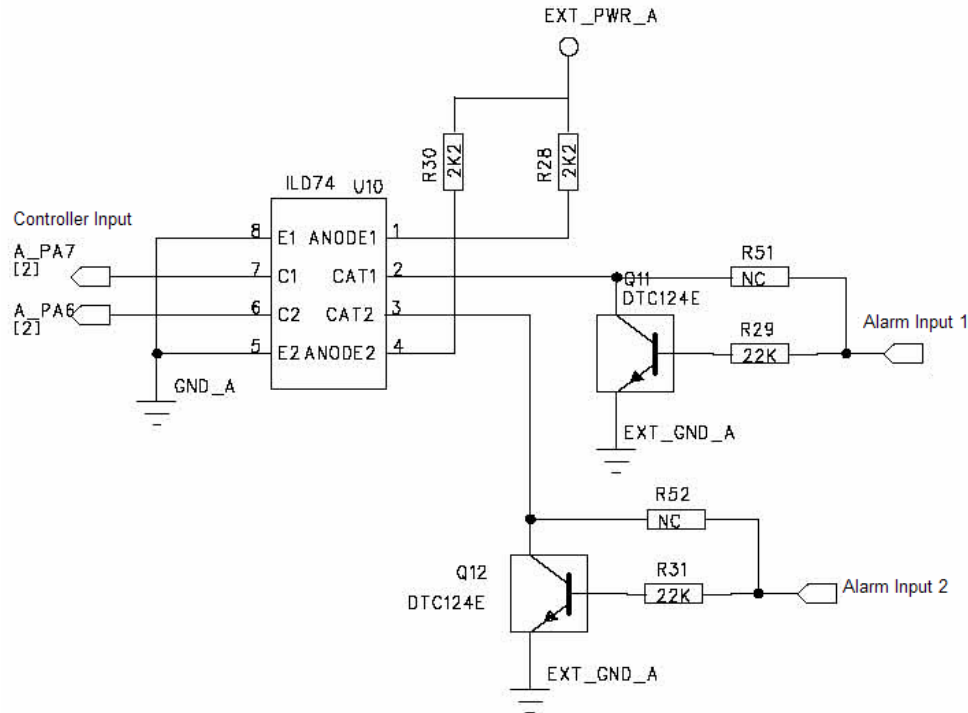 EXT_PWR_A
R30
2K2
R28
2K2
ILD74 U10
Controller Input
A_PA7
[2]
A_PA6
[2]
8 E1 ANODE1 1
7 C1 CAT1 2
6 C2 CAT2 3
5 E2 ANODE2 4
GND_A
Q11
DTC124E
R51
NC
R29
22K
Alarm Input 1
EXT_GND_A
R52
NC
Q12
DTC124E
R31
22K
Alarm Input 2
EXT_GND_A